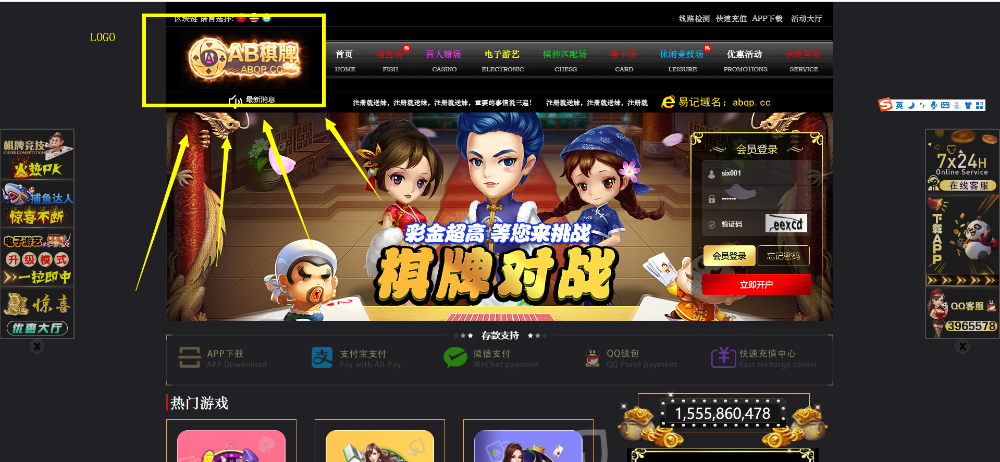 区块链 语言选择:
线路检测 快速充值 APP下载 活动大厅
LOGO
AB棋牌
ABQP.CC
首页 捕鱼场 热 百人赌场 电子游艺 棋牌匹配场 房卡场 休闲竞技场 热 优惠活动 在线客服
HOME FISH CASINO ELECTRONIC CHESS CARD LEISURE PROMOTIONS SERVICE
最新消息
注册就送妹，注册就送妹，注册就送妹，重要的事情说三遍！ 注册就送妹，注册就送妹，注册就
易记域名：abqp.cc
英
棋牌竞技
CHESS COMPETITION
火热PK
捕鱼达人
惊喜不断
电子游艺
升级模式
一拉即中
惊喜
优惠大厅
X
彩金超高 等您来挑战
棋牌对战
会员登录
six001
••••••
验证码 eexcd
会员登录 忘记密码
立即开户
7x24H
Online Service
在线客服
下载APP
QQ客服
3965578
X
存款支持
APP下载
APP Dowenload
支付宝支付
Pay with Ali-Pay
微信支付
WeChat payment
QQ钱包
QQ Purse payment
快速充值中心
Fast recharge center
热门游戏
1,555,860,478